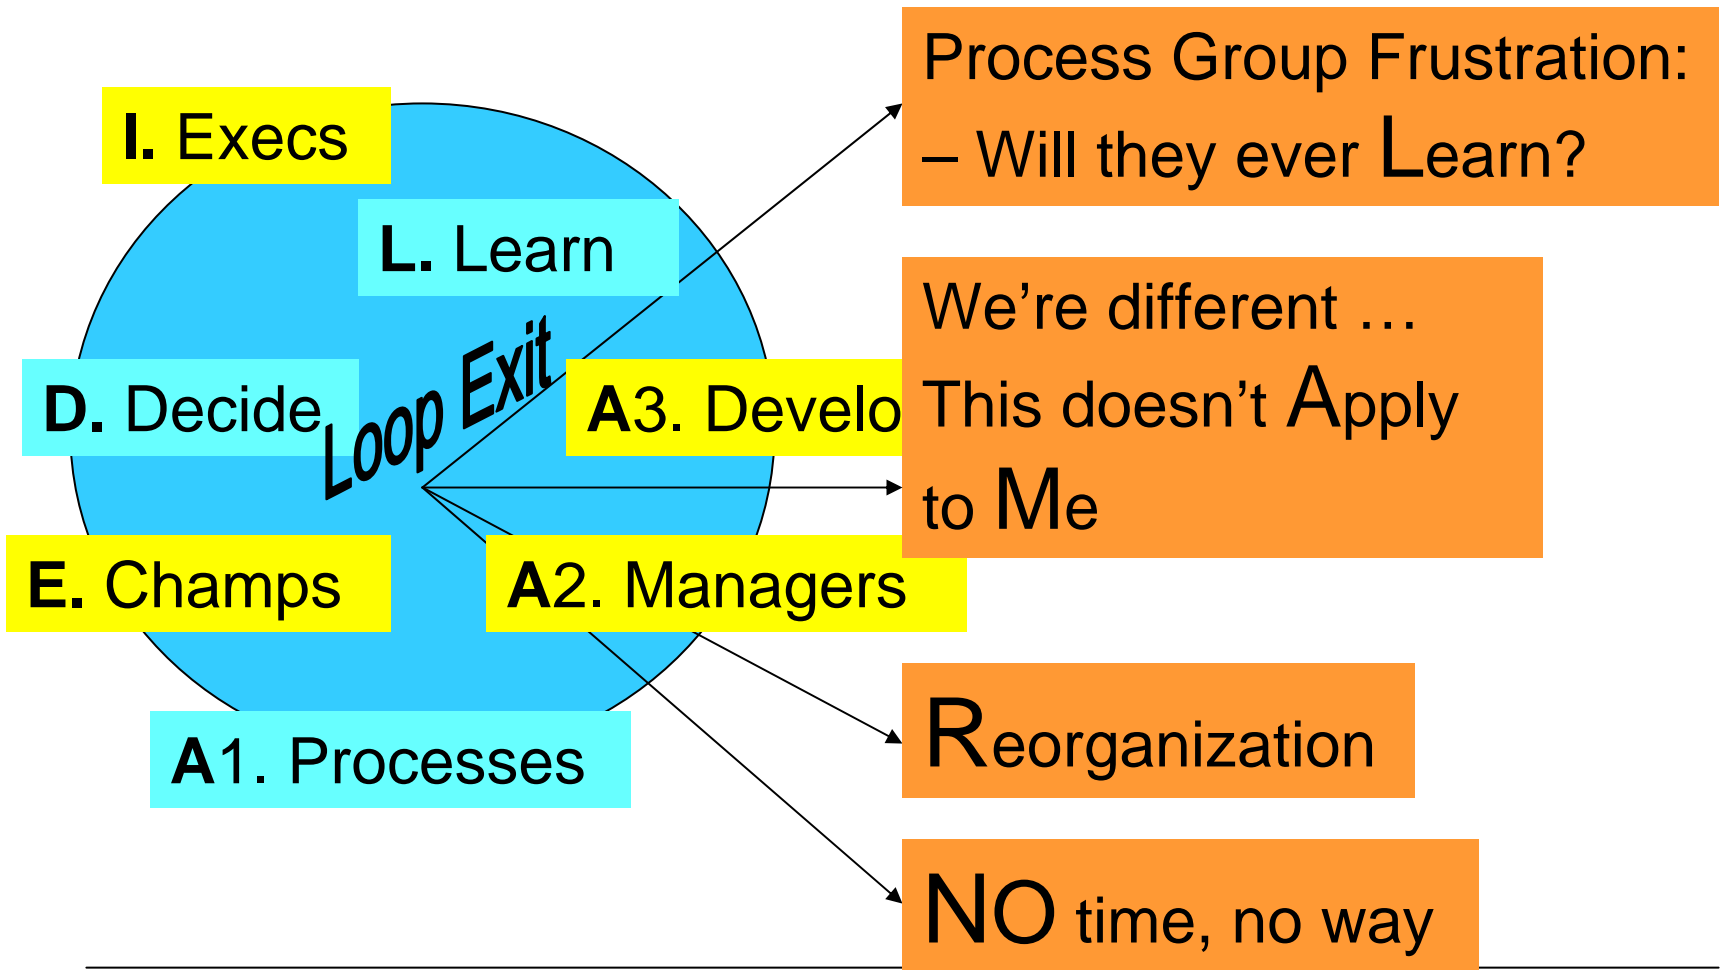 I. Execs
L. Learn
D. Decide
Loop Exit
A3. Develo
E. Champs
A2. Managers
A1. Processes
Process Group Frustration:
– Will they ever Learn?
We’re different …
This doesn’t Apply
to Me
Reorganization
NO time, no way